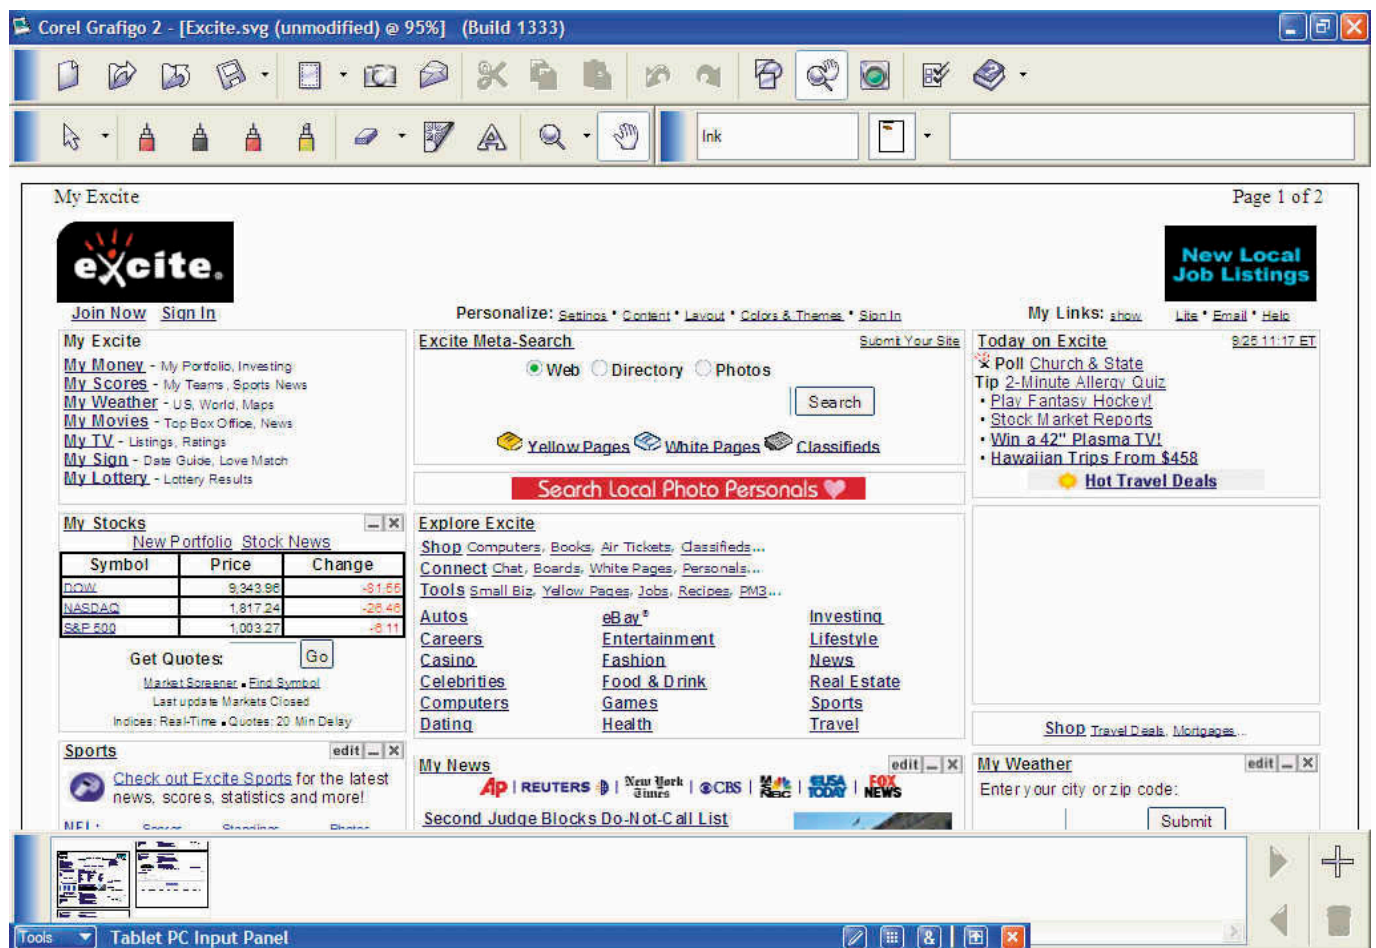 Corel Grafigo 2 - [Excite.svg (unmodified) @ 95%] (Build 1333)
Ink
My Excite
Page 1 of 2
excite.
New Local
Job Listings
Join Now Sign In
Personalize: Settings • Content • Layout • Colors & Themes • Sign In
My Links: show Lite • Email • Help
My Excite
My Money - My Portfolio, Investing
My Scores - My Teams, Sports News
My Weather - US, World, Maps
My Movies - Top Box Office, News
My TV - Listings, Ratings
My Sign - Date Guide, Love Match
My Lottery - Lottery Results
Excite Meta-Search Submit Your Site
Web Directory Photos
Search
Yellow Pages White Pages Classifieds
Search Local Photo Personals
Today on Excite 9/25 11:17 ET
Poll Church & State
Tip 2-Minute Allergy Quiz
• Play Fantasy Hockey!
• Stock Market Reports
• Win a 42" Plasma TV!
• Hawaiian Trips From $458
Hot Travel Deals
My Stocks
New Portfolio Stock News
Symbol Price Change
DOW 9,343.96 -81.55
NASDAQ 1,817.24 -26.46
S&P 500 1,003.27 -6.11
Get Quotes: Go
Market Screener • Find Symbol
Last update Markets Closed
Indices: Real-Time • Quotes: 20 Min Delay
Explore Excite
Shop Computers, Books, Air Tickets, Classifieds...
Connect Chat, Boards, White Pages, Personals...
Tools Small Biz, Yellow Pages, Jobs, Recipes, PM3...
Autos eBay® Investing
Careers Entertainment Lifestyle
Casino Fashion News
Celebrities Food & Drink Real Estate
Computers Games Sports
Dating Health Travel
Shop Travel Deals, Mortgages...
Sports edit
Check out Excite Sports for the latest
news, scores, statistics and more!
NFL: Scores Standings Photos
My News edit
AP | REUTERS | New York Times | CBS | MSNBC | USA TODAY | FOX NEWS
Second Judge Blocks Do-Not-Call List
My Weather edit
Enter your city or zip code:
Submit
Tools Tablet PC Input Panel &